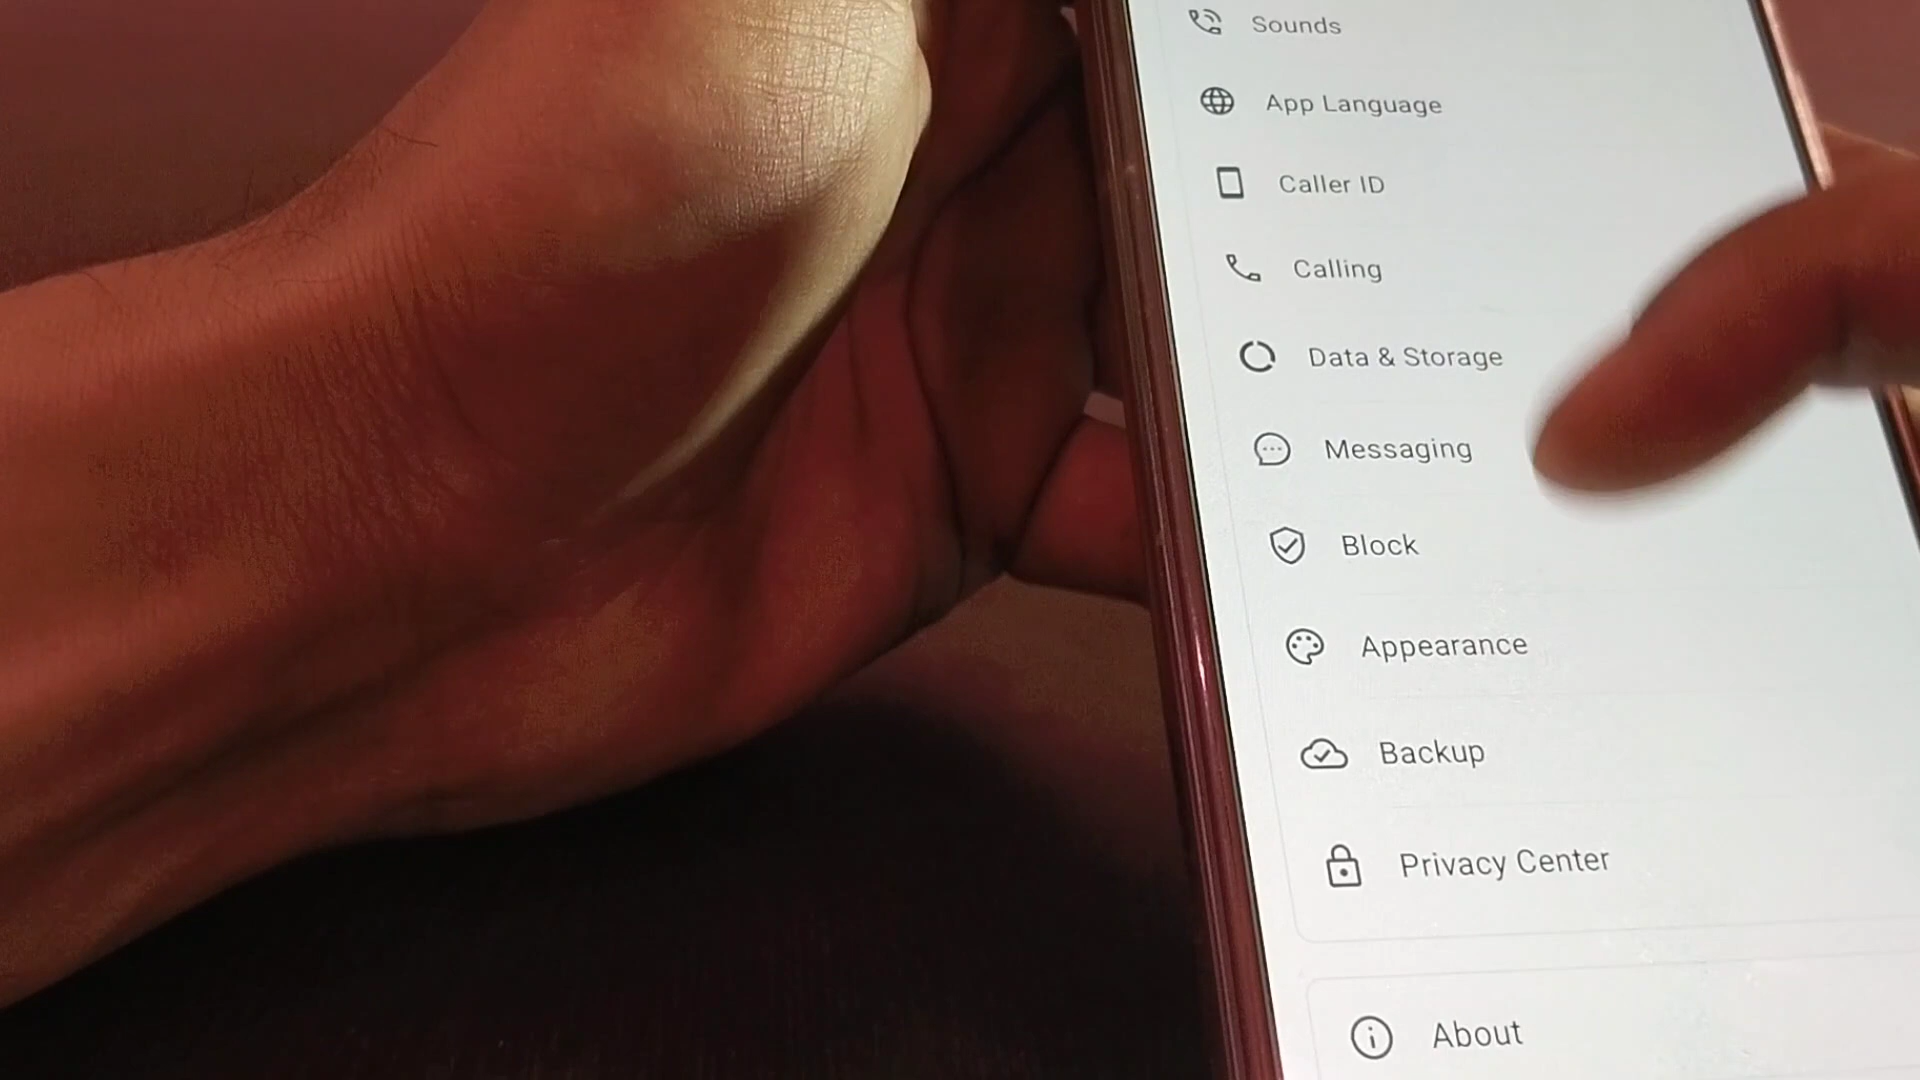 Sounds
App Language
Caller ID
Calling
Data & Storage
Messaging
Block
Appearance
Backup
Privacy Center
About